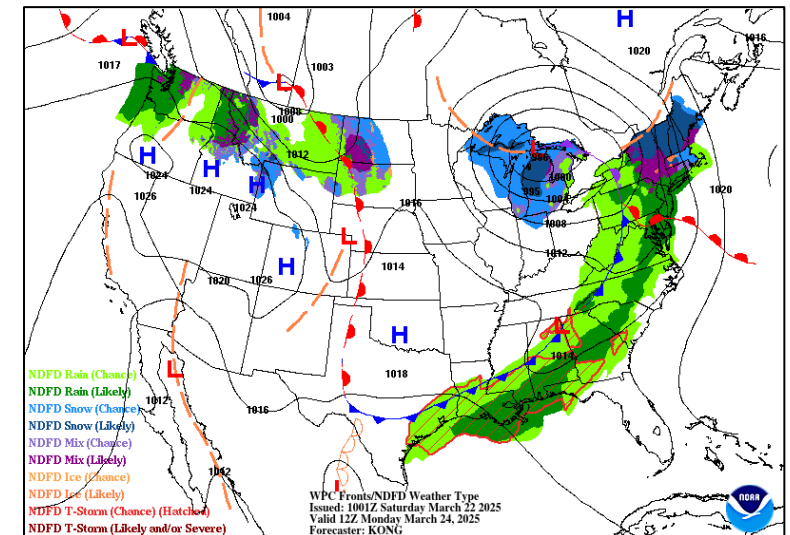 1004
H
1016
1020
L
1017
1003
L
1008
1000
L
996
1012
H
H
1000
1024
H
995
1020
1024
1004
1026
1024
1016
1008
L
1012
H
1014
1020
1026
L
H
1014
L
1018
NDFD Rain (Chance)
NDFD Rain (Likely)
NDFD Snow (Chance)
1012
1016
NDFD Snow (Likely)
NDFD Mix (Chance)
NDFD Mix (Likely)
1012
NDFD Ice (Chance)
NDFD Ice (Likely)
NDFD T-Storm (Chance) (Hatched)
NDFD T-Storm (Likely and/or Severe)
WPC Fronts/NDFD Weather Type
Issued: 1001Z Saturday March 22 2025
Valid 12Z Monday March 24, 2025
Forecaster: KONG
NOAA